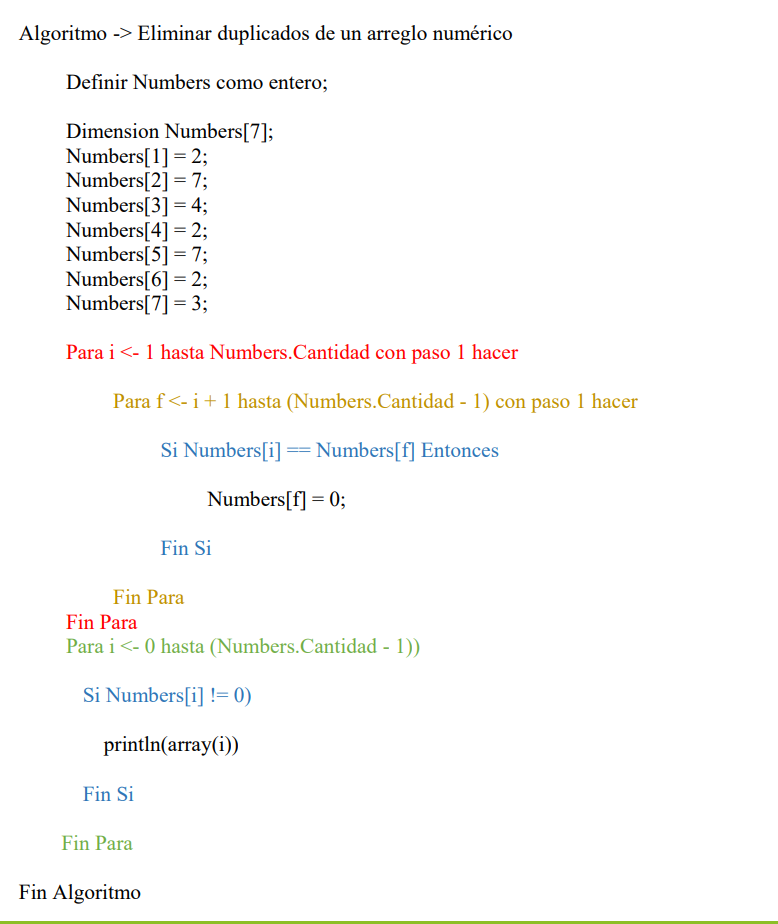 Algoritmo -> Eliminar duplicados de un arreglo numérico
Definir Numbers como entero;
Dimension Numbers[7];
Numbers[1] = 2;
Numbers[2] = 7;
Numbers[3] = 4;
Numbers[4] = 2;
Numbers[5] = 7;
Numbers[6] = 2;
Numbers[7] = 3;
Para i <- 1 hasta Numbers.Cantidad con paso 1 hacer
Para f <- i + 1 hasta (Numbers.Cantidad - 1) con paso 1 hacer
Si Numbers[i] == Numbers[f] Entonces
Numbers[f] = 0;
Fin Si
Fin Para
Fin Para
Para i <- 0 hasta (Numbers.Cantidad - 1))
Si Numbers[i] != 0)
println(array(i))
Fin Si
Fin Para
Fin Algoritmo